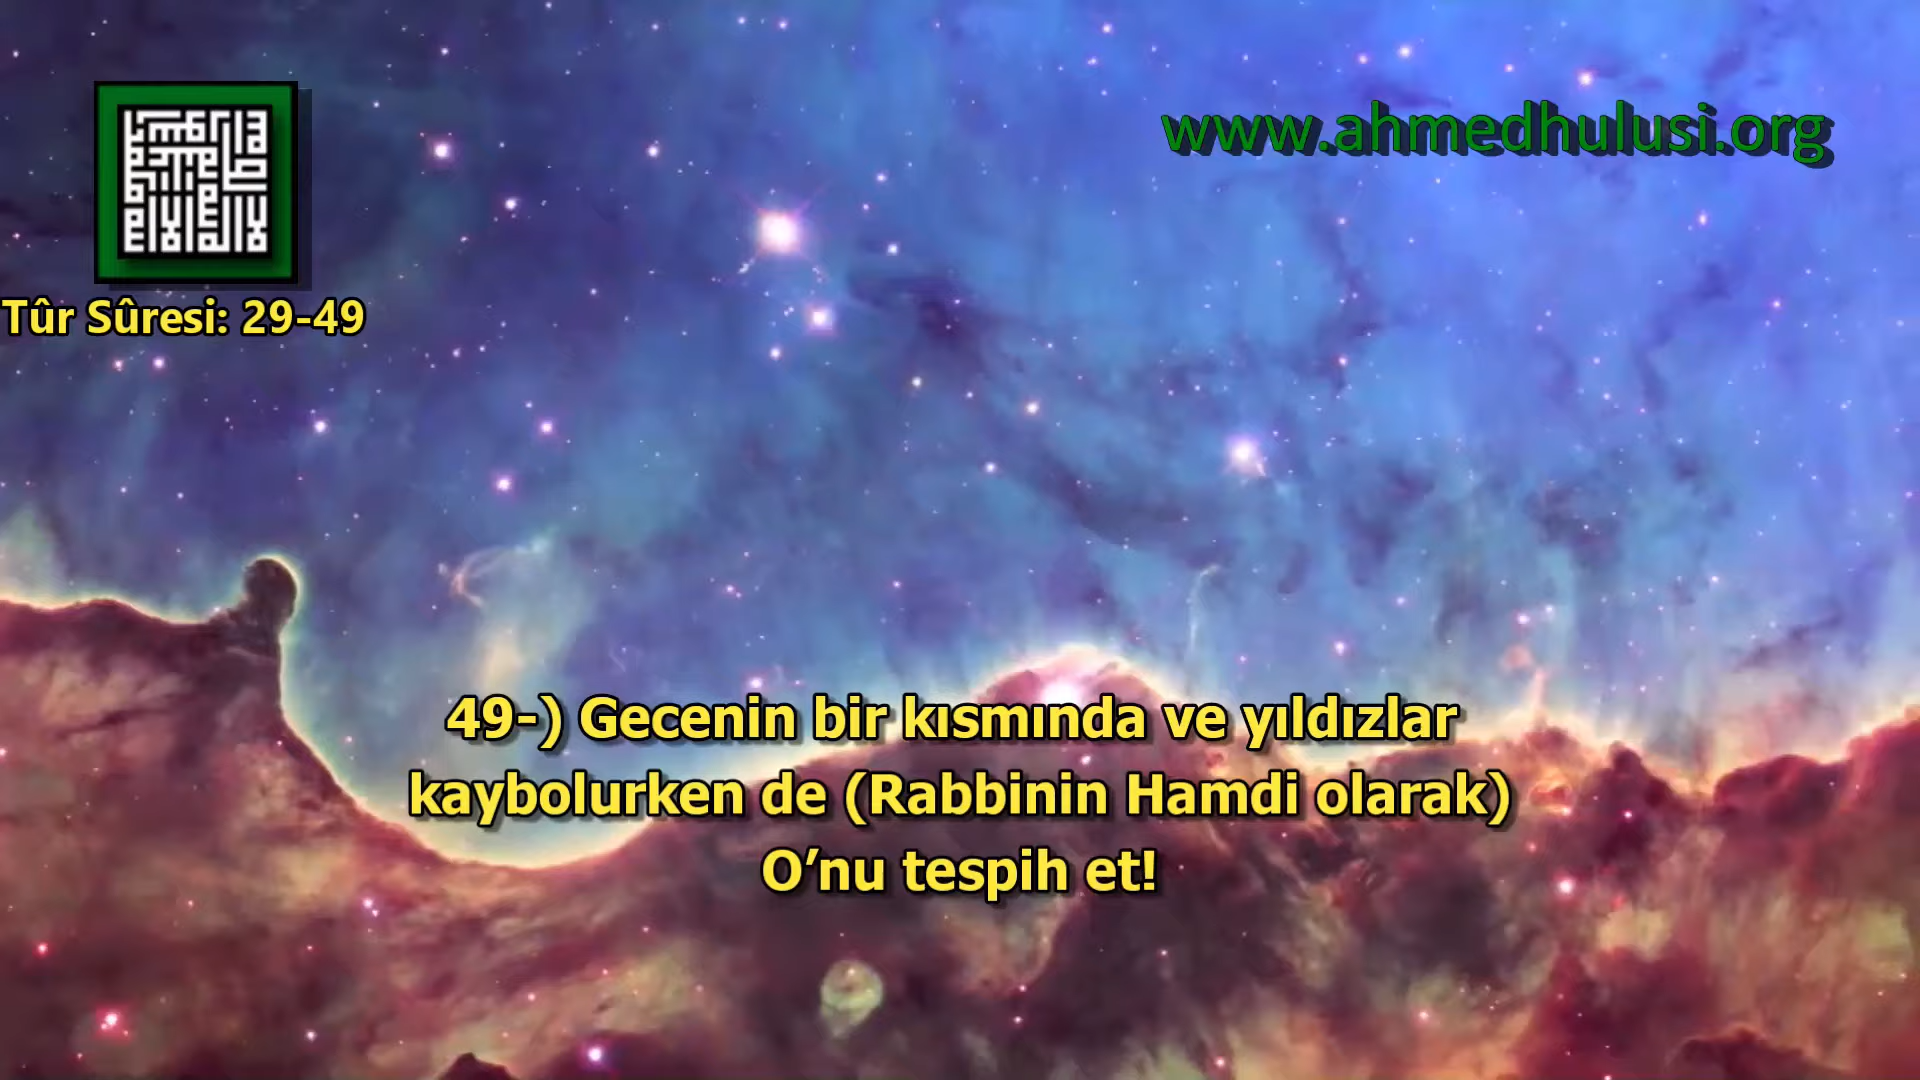 www.ahmedhulusi.org
Tûr Sûresi: 29-49
49-) Gecenin bir kısmında ve yıldızlar
kaybolurken de (Rabbinin Hamdi olarak)
O’nu tespih et!